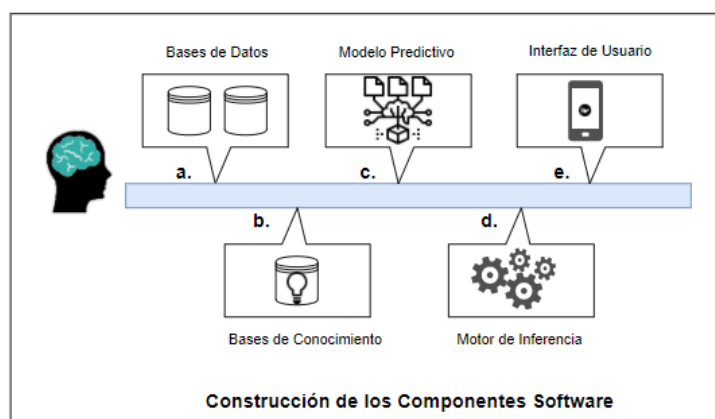 Bases de Datos
Modelo Predictivo
Interfaz de Usuario
a.
c.
e.
b.
d.
Bases de Conocimiento
Motor de Inferencia
Construcción de los Componentes Software